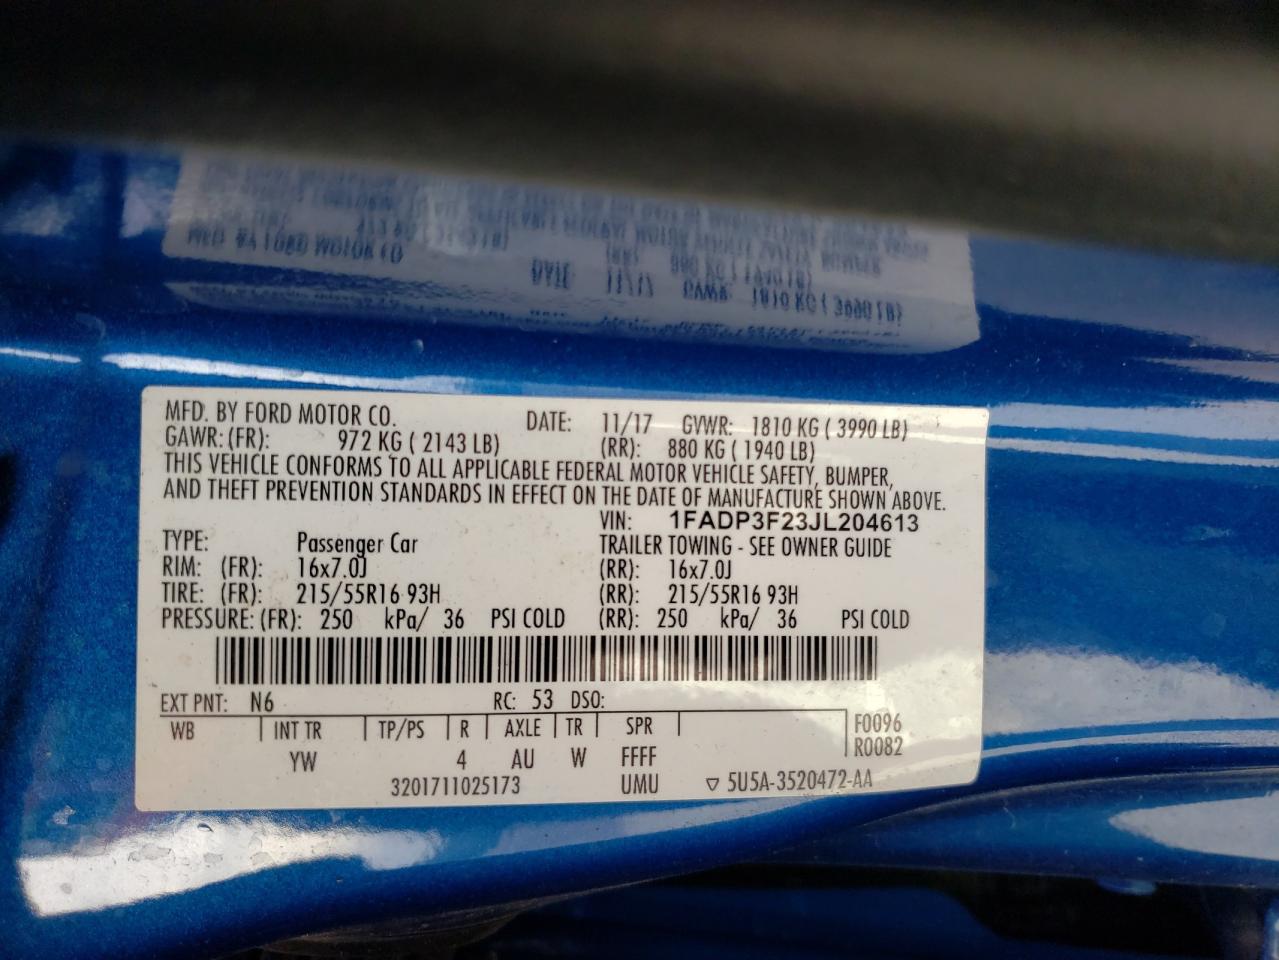 MFD. BY FORD MOTOR CO. DATE: 11/17 GVWR: 1810 KG ( 3990 LB)
GAWR: (FR): 972 KG ( 2143 LB) (RR): 880 KG ( 1940 LB)
THIS VEHICLE CONFORMS TO ALL APPLICABLE FEDERAL MOTOR VEHICLE SAFETY, BUMPER,
AND THEFT PREVENTION STANDARDS IN EFFECT ON THE DATE OF MANUFACTURE SHOWN ABOVE.
VIN: 1FADP3F23JL204613
TYPE: Passenger Car TRAILER TOWING - SEE OWNER GUIDE
RIM: (FR): 16x7.0J (RR): 16x7.0J
TIRE: (FR): 215/55R16 93H (RR): 215/55R16 93H
PRESSURE: (FR): 250 kPa/ 36 PSI COLD (RR): 250 kPa/ 36 PSI COLD
EXT PNT: N6 RC: 53 DSO:
WB INT TR TP/PS R AXLE TR SPR F0096
YW 4 AU W FFFF R0082
3201711025173 UMU ▽ 5U5A-3520472-AA